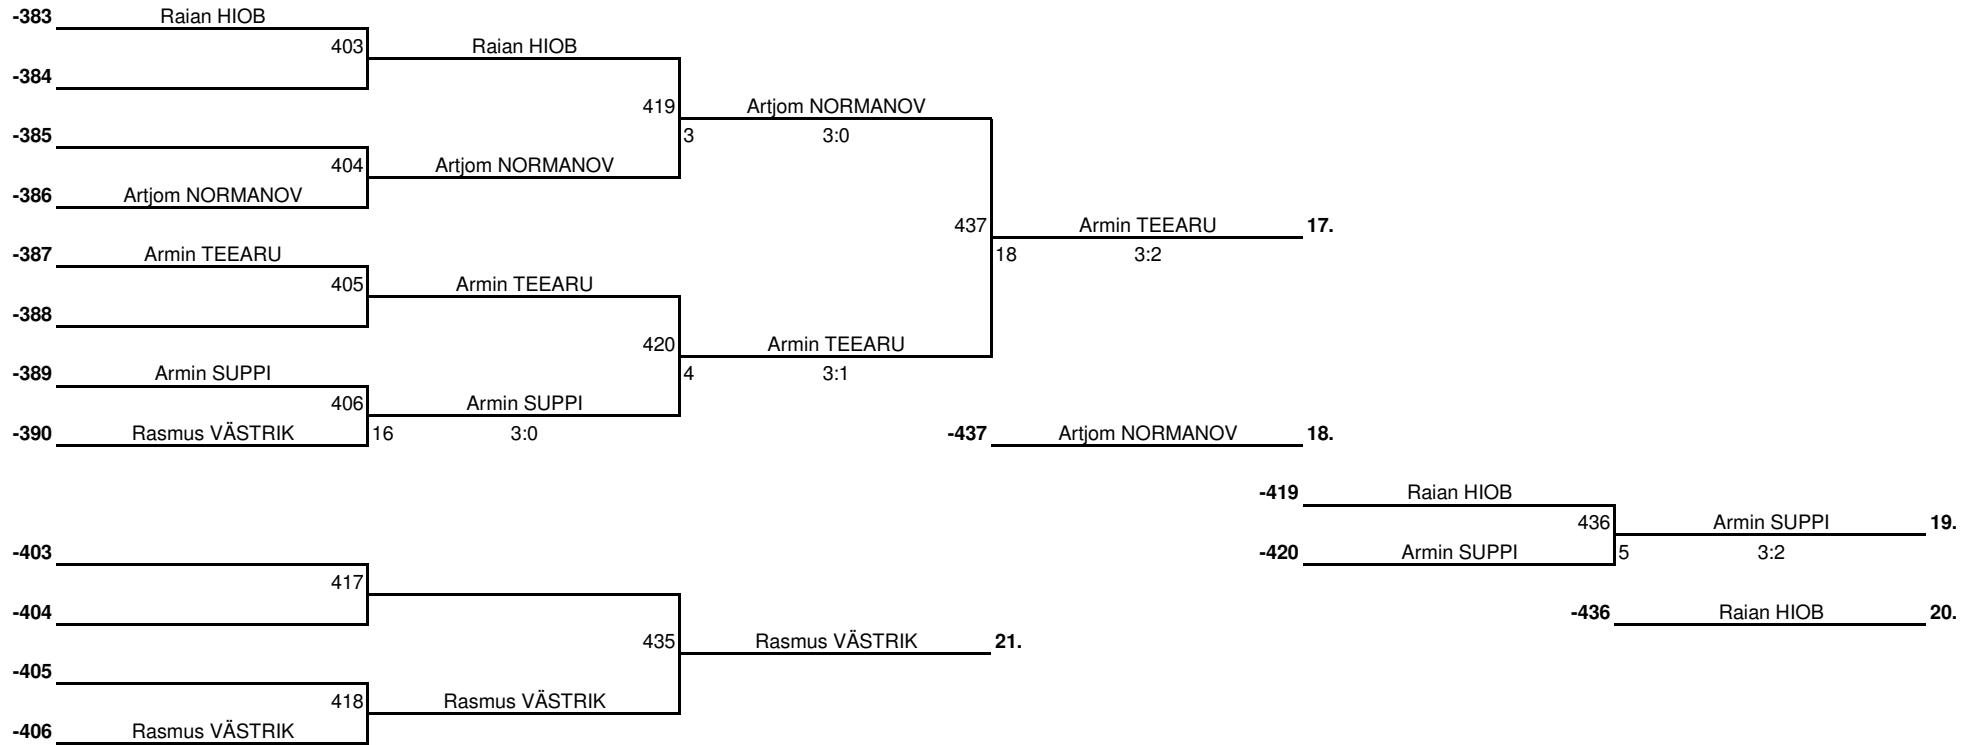 -383 Raian HIOB
403 Raian HIOB
-384
419 Artjom NORMANOV
-385 3 3:0
404 Artjom NORMANOV
-386 Artjom NORMANOV
437 Armin TEEARU 17.
-387 Armin TEEARU 18 3:2
405 Armin TEEARU
-388
420 Armin TEEARU
-389 Armin SUPPI 4 3:1
406 Armin SUPPI
-390 Rasmus VÄSTRIK 16 3:0 -437 Artjom NORMANOV 18.
-419 Raian HIOB
436 Armin SUPPI 19.
-403 -420 Armin SUPPI 5 3:2
417
-404 -436 Raian HIOB 20.
435 Rasmus VÄSTRIK 21.
-405
418 Rasmus VÄSTRIK
-406 Rasmus VÄSTRIK